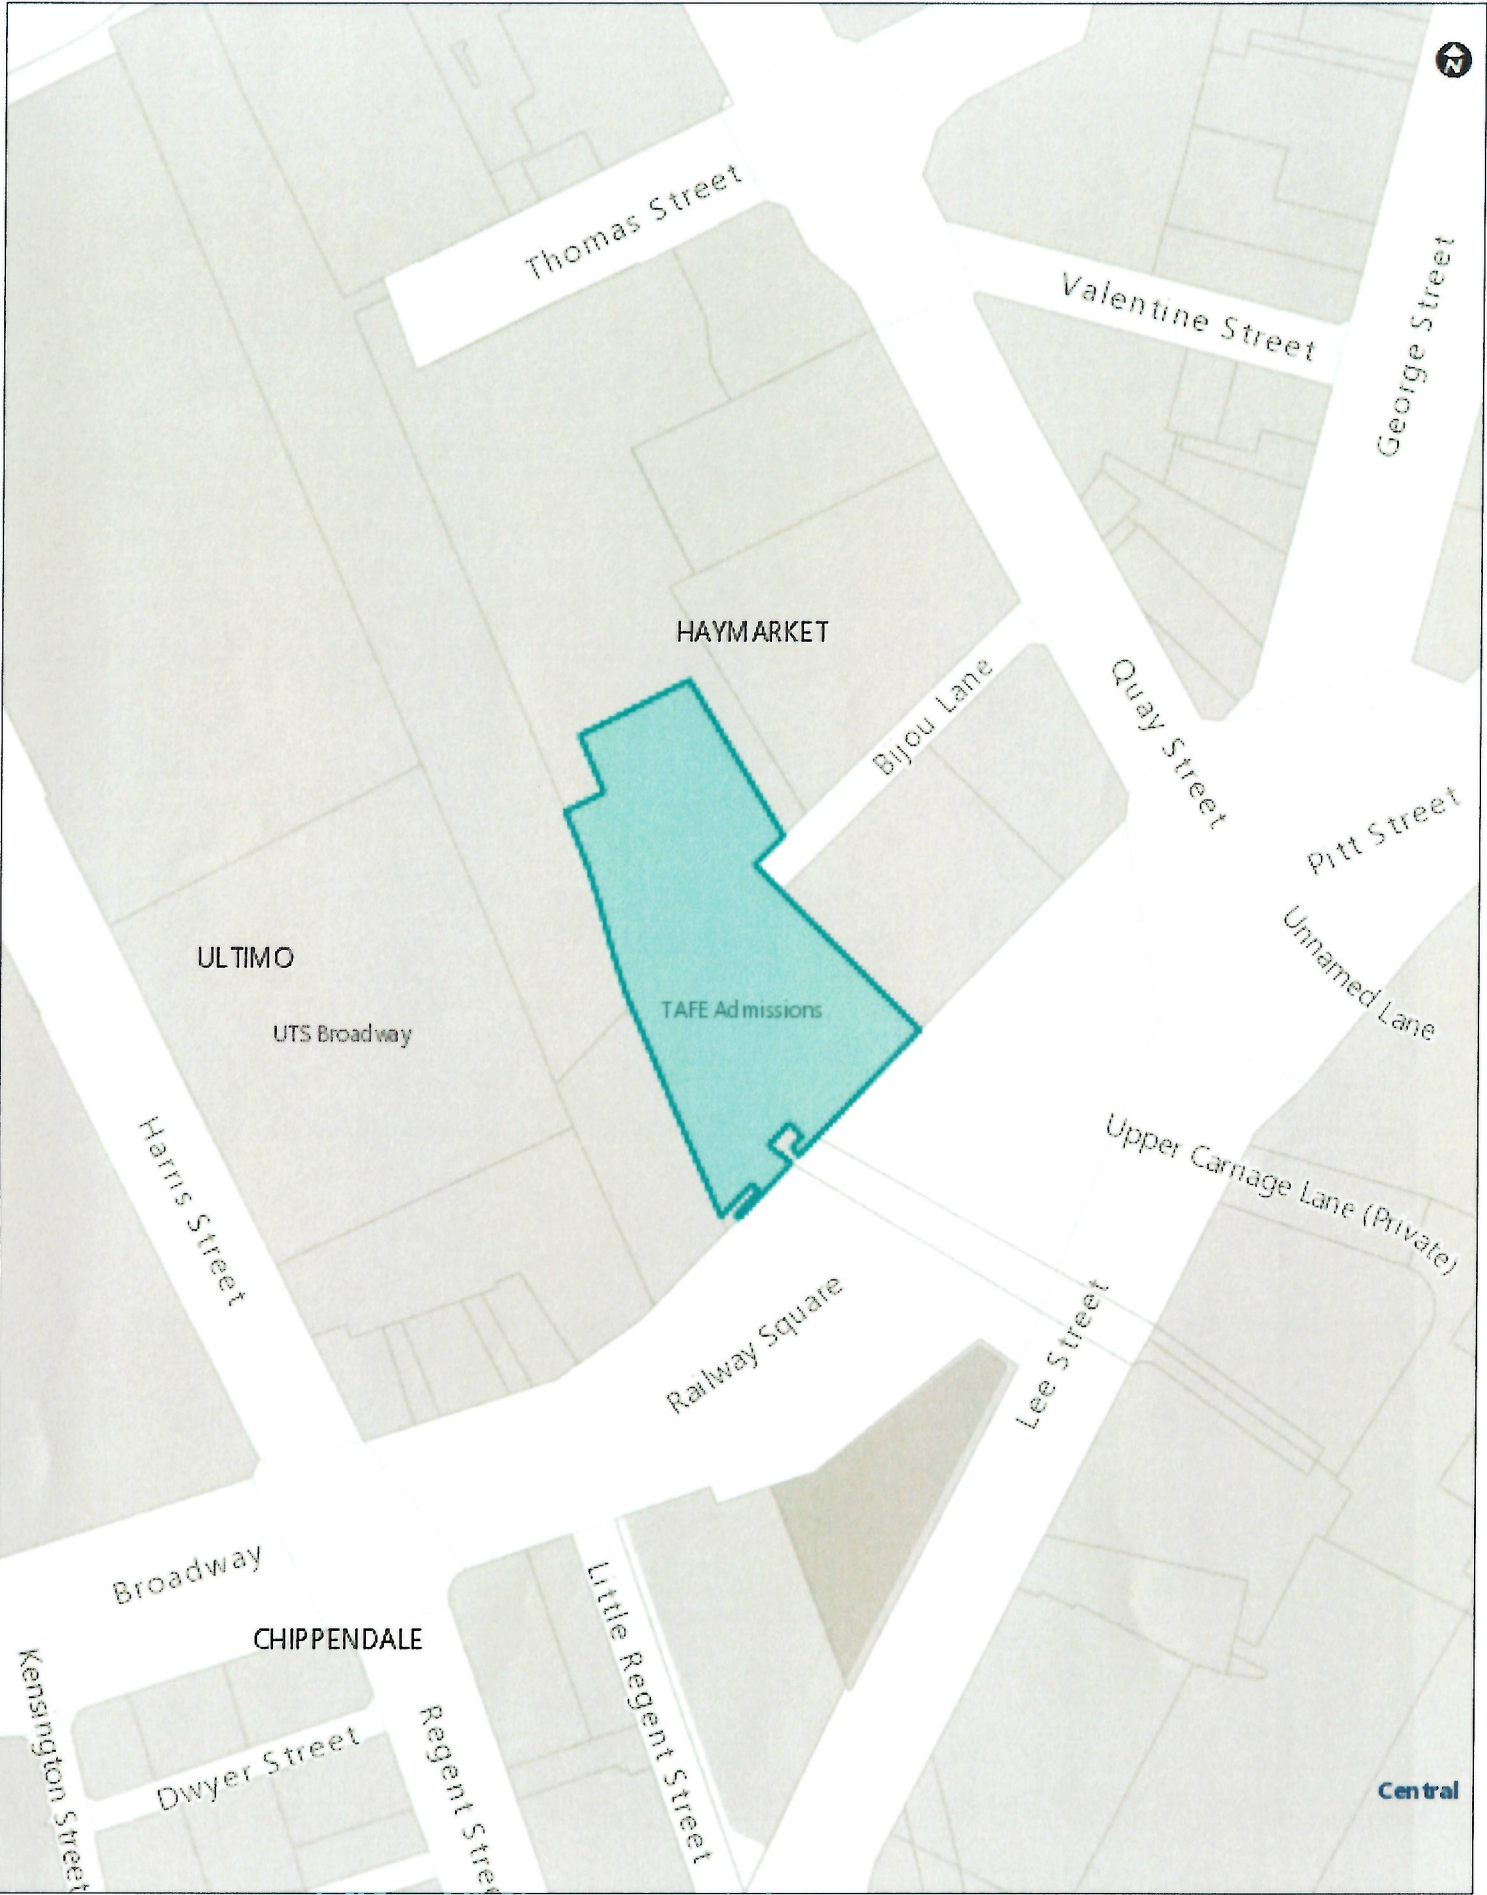 N
Thomas Street
Valentine Street
George Street
HAYMARKET
Bijou Lane
Quay Street
Pitt Street
Unnamed Lane
ULTIMO
TAFE Admissions
UTS Broadway
Harris Street
Upper Carriage Lane (Private)
Railway Square
Lee Street
Broadway
CHIPPENDALE
Little Regent Street
Kensington Street
Dwyer Street
Regent Stree
Central